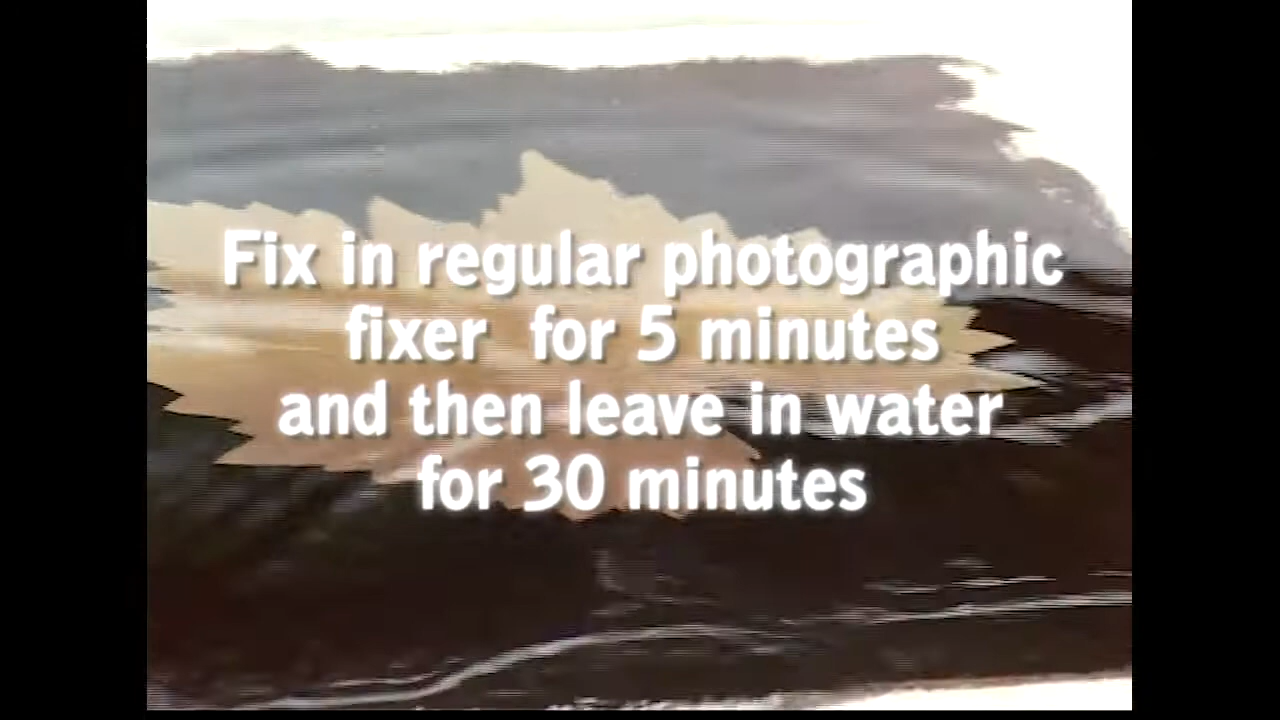 Fix in regular photographic
fixer for 5 minutes
and then leave in water
for 30 minutes